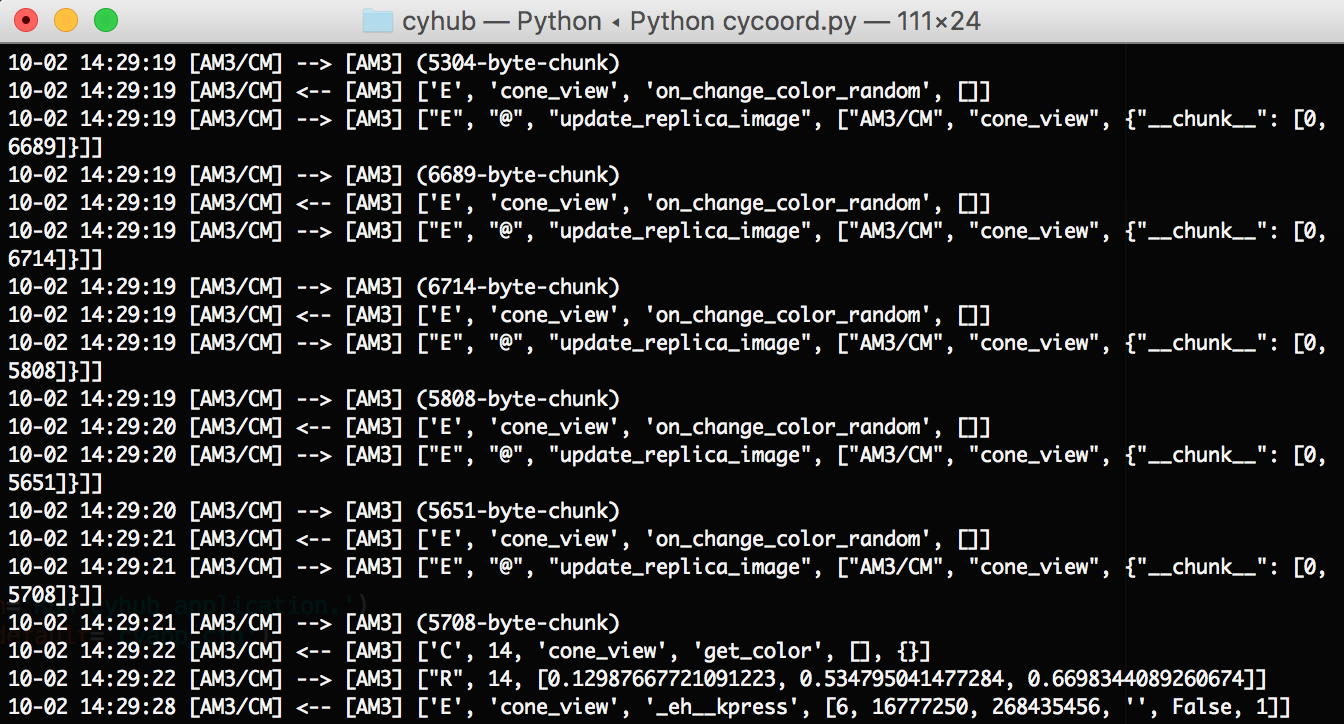 cyhub — Python ◂ Python cycoord.py — 111×24
10-02 14:29:19 [AM3/CM] --> [AM3] (5304-byte-chunk)
10-02 14:29:19 [AM3/CM] <-- [AM3] ['E', 'cone_view', 'on_change_color_random', []]
10-02 14:29:19 [AM3/CM] --> [AM3] ["E", "@", "update_replica_image", ["AM3/CM", "cone_view", {"__chunk__": [0,
6689]}]]
10-02 14:29:19 [AM3/CM] --> [AM3] (6689-byte-chunk)
10-02 14:29:19 [AM3/CM] <-- [AM3] ['E', 'cone_view', 'on_change_color_random', []]
10-02 14:29:19 [AM3/CM] --> [AM3] ["E", "@", "update_replica_image", ["AM3/CM", "cone_view", {"__chunk__": [0,
6714]}]]
10-02 14:29:19 [AM3/CM] --> [AM3] (6714-byte-chunk)
10-02 14:29:19 [AM3/CM] <-- [AM3] ['E', 'cone_view', 'on_change_color_random', []]
10-02 14:29:19 [AM3/CM] --> [AM3] ["E", "@", "update_replica_image", ["AM3/CM", "cone_view", {"__chunk__": [0,
5808]}]]
10-02 14:29:19 [AM3/CM] --> [AM3] (5808-byte-chunk)
10-02 14:29:20 [AM3/CM] <-- [AM3] ['E', 'cone_view', 'on_change_color_random', []]
10-02 14:29:20 [AM3/CM] --> [AM3] ["E", "@", "update_replica_image", ["AM3/CM", "cone_view", {"__chunk__": [0,
5651]}]]
10-02 14:29:20 [AM3/CM] --> [AM3] (5651-byte-chunk)
10-02 14:29:21 [AM3/CM] <-- [AM3] ['E', 'cone_view', 'on_change_color_random', []]
10-02 14:29:21 [AM3/CM] --> [AM3] ["E", "@", "update_replica_image", ["AM3/CM", "cone_view", {"__chunk__": [0,
5708]}]]
10-02 14:29:21 [AM3/CM] --> [AM3] (5708-byte-chunk)
10-02 14:29:22 [AM3/CM] <-- [AM3] ['C', 14, 'cone_view', 'get_color', [], {}]
10-02 14:29:22 [AM3/CM] --> [AM3] ["R", 14, [0.12987667721091223, 0.534795041477284, 0.6698344089260674]]
10-02 14:29:28 [AM3/CM] <-- [AM3] ['E', 'cone_view', '_eh__kpress', [6, 16777250, 268435456, '', False, 1]]